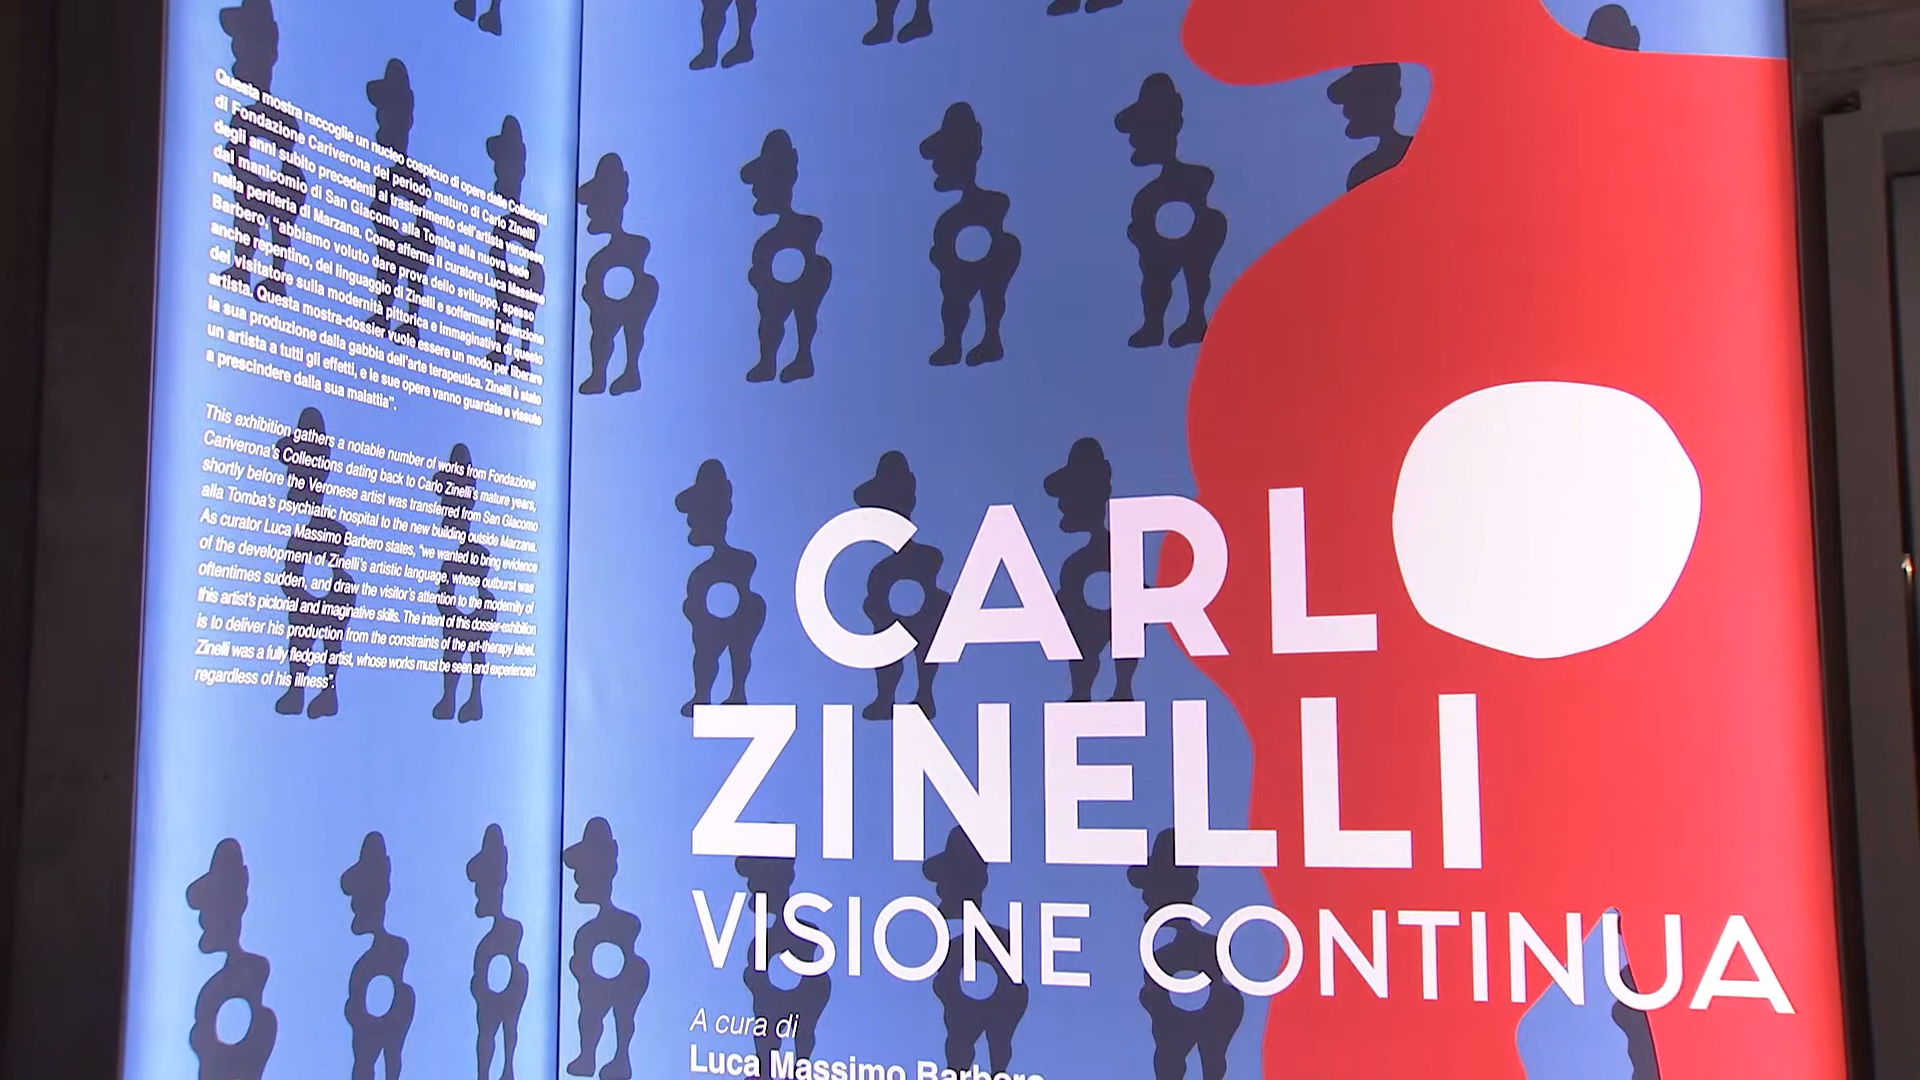 Questa mostra raccoglie un nucleo cospicuo di opere dalle Collezioni
di Fondazione Cariverona del periodo maturo di Carlo Zinelli
degli anni subito precedenti al trasferimento dell'artista veronese
dal manicomio di San Giacomo alla Tomba alla nuova sede
nella periferia di Marzana. Come afferma il curatore Luca Massimo
Barbero, "abbiamo voluto dare prova dello sviluppo, spesso
anche repentino, del linguaggio di Zinelli e soffermare l'attenzione
del visitatore sulla modernità pittorica e immaginativa di questo
artista. Questa mostra-dossier vuole essere un modo per liberare
la sua produzione dalla gabbia dell'arte terapeutica. Zinelli è stato
un artista a tutti gli effetti, e le sue opere vanno guardate e vissute
a prescindere dalla sua malattia".
This exhibition gathers a notable number of works from Fondazione
Cariverona's Collections dating back to Carlo Zinelli's mature years,
shortly before the Veronese artist was transferred from San Giacomo
alla Tomba's psychiatric hospital to the new building outside Marzana.
As curator Luca Massimo Barbero states, "we wanted to bring evidence
of the development of Zinelli's artistic language, whose outburst was
oftentimes sudden, and draw the visitor's attention to the modernity of
this artist's pictorial and imaginative skills. The intent of this dossier-exhibition
is to deliver his production from the constraints of the art-therapy label.
Zinelli was a fully fledged artist, whose works must be seen and experienced
regardless of his illness".
CARLO
ZINELLI
VISIONE CONTINUA
A cura di
Luca Massimo Barbero